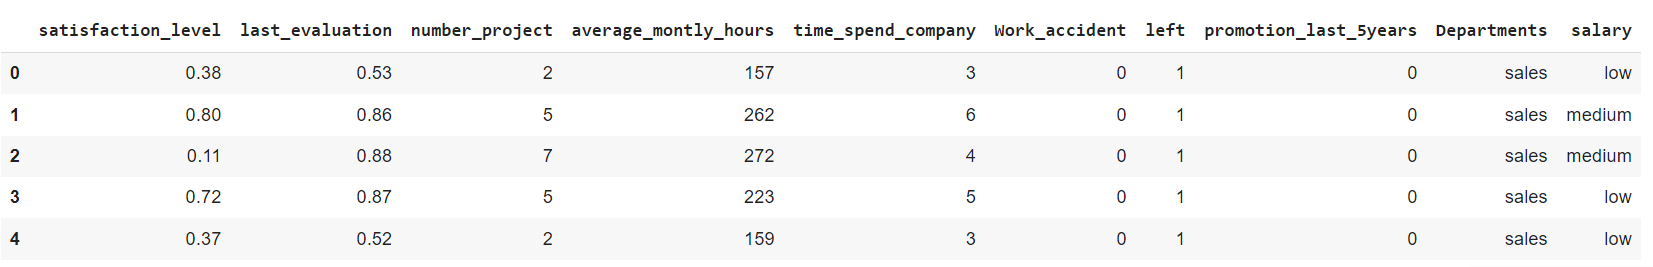 satisfaction_level last_evaluation number_project average_montly_hours time_spend_company Work_accident left promotion_last_5years Departments salary
0 0.38 0.53 2 157 3 0 1 0 sales low
1 0.80 0.86 5 262 6 0 1 0 sales medium
2 0.11 0.88 7 272 4 0 1 0 sales medium
3 0.72 0.87 5 223 5 0 1 0 sales low
4 0.37 0.52 2 159 3 0 1 0 sales low